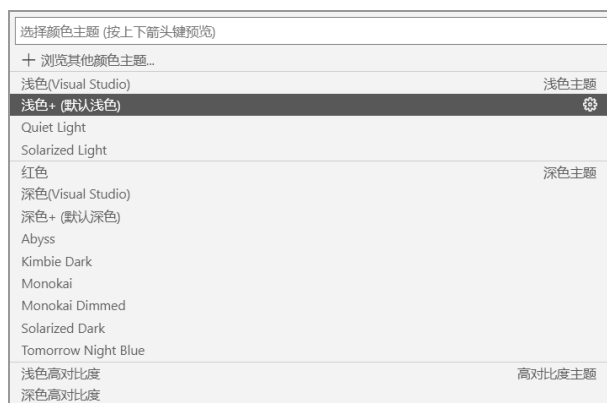 选择颜色主题 (按上下箭头键预览)
+ 浏览其他颜色主题...
浅色(Visual Studio) 浅色主题
浅色+ (默认浅色)
Quiet Light
Solarized Light
红色 深色主题
深色(Visual Studio)
深色+ (默认深色)
Abyss
Kimbie Dark
Monokai
Monokai Dimmed
Solarized Dark
Tomorrow Night Blue
浅色高对比度 高对比度主题
深色高对比度